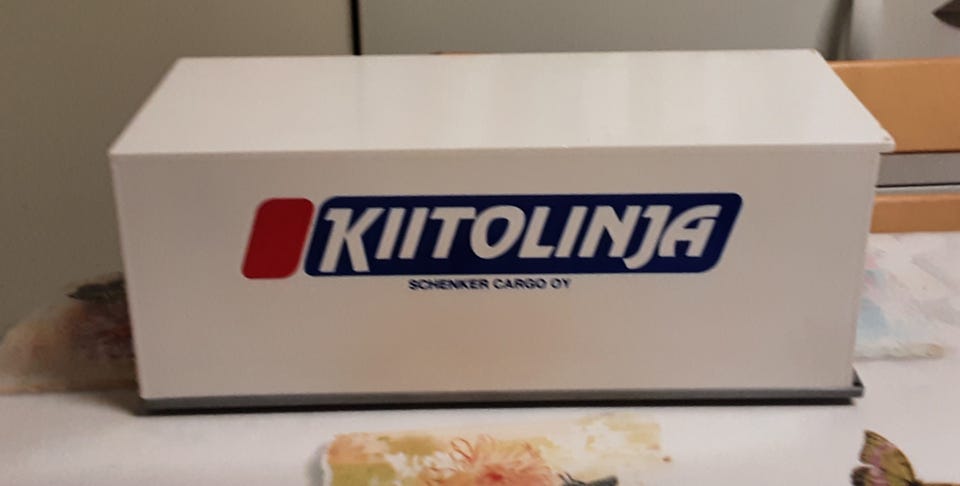 KIITOLINJA
SCHENKER CARGO OY